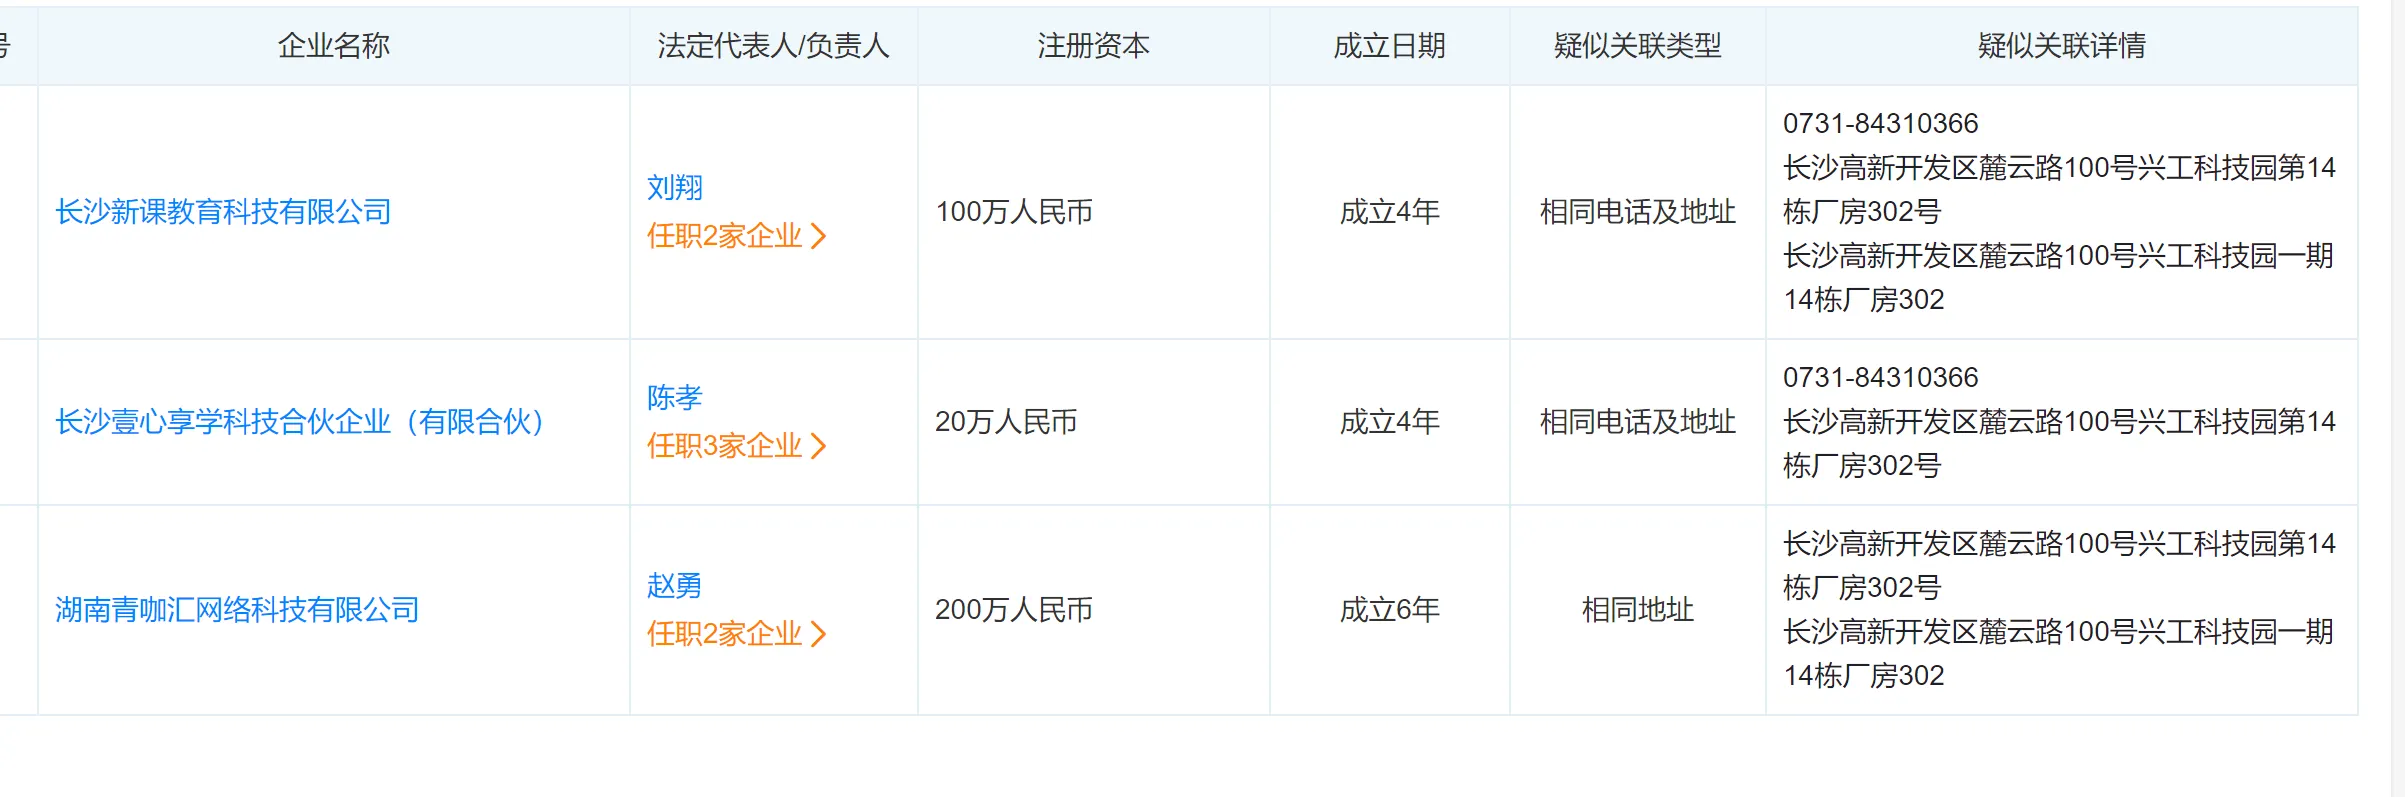 号
企业名称
法定代表人/负责人
注册资本
成立日期
疑似关联类型
疑似关联详情
长沙新课教育科技有限公司
刘翔
任职2家企业
100万人民币
成立4年
相同电话及地址
0731-84310366
长沙高新开发区麓云路100号兴工科技园第14
栋厂房302号
长沙高新开发区麓云路100号兴工科技园一期
14栋厂房302
长沙壹心享学科技合伙企业（有限合伙）
陈孝
任职3家企业
20万人民币
成立4年
相同电话及地址
0731-84310366
长沙高新开发区麓云路100号兴工科技园第14
栋厂房302号
湖南青咖汇网络科技有限公司
赵勇
任职2家企业
200万人民币
成立6年
相同地址
长沙高新开发区麓云路100号兴工科技园第14
栋厂房302号
长沙高新开发区麓云路100号兴工科技园一期
14栋厂房302